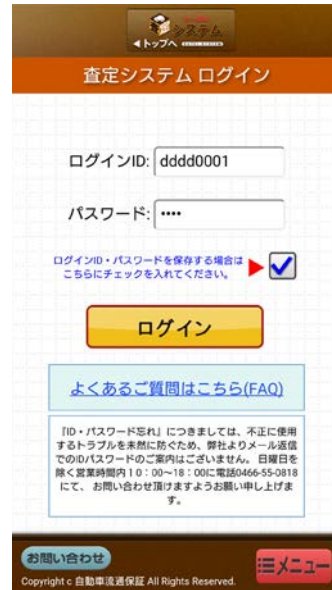 システム
◀トップへ
査定システム ログイン
ログインID: dddd0001
パスワード: ••••
ログインID・パスワードを保存する場合は
こちらにチェックを入れてください。
ログイン
よくあるご質問はこちら(FAQ)
『ID・パスワード忘れ』につきましては、不正に使用
するトラブルを未然に防ぐため、弊社よりメール返信
でのIDパスワードのご案内はございません。 日曜日を
除く営業時間内10:00～18:00に電話0466-55-0818
にて、 お問い合わせ頂けますようお願い申し上げま
す。
お問い合わせ
メニュー
Copyright c 自動車流通保証 All Rights Reserved.